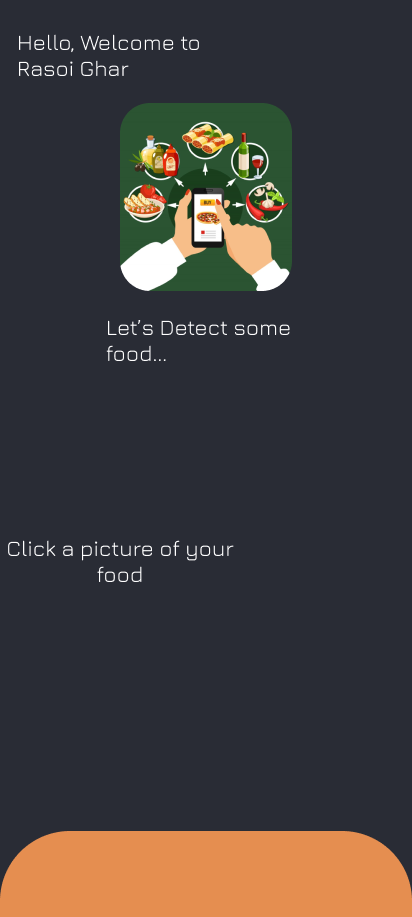 Hello, Welcome to
Rasoi Ghar
BUY
Let's Detect some
food...
Click a picture of your
food